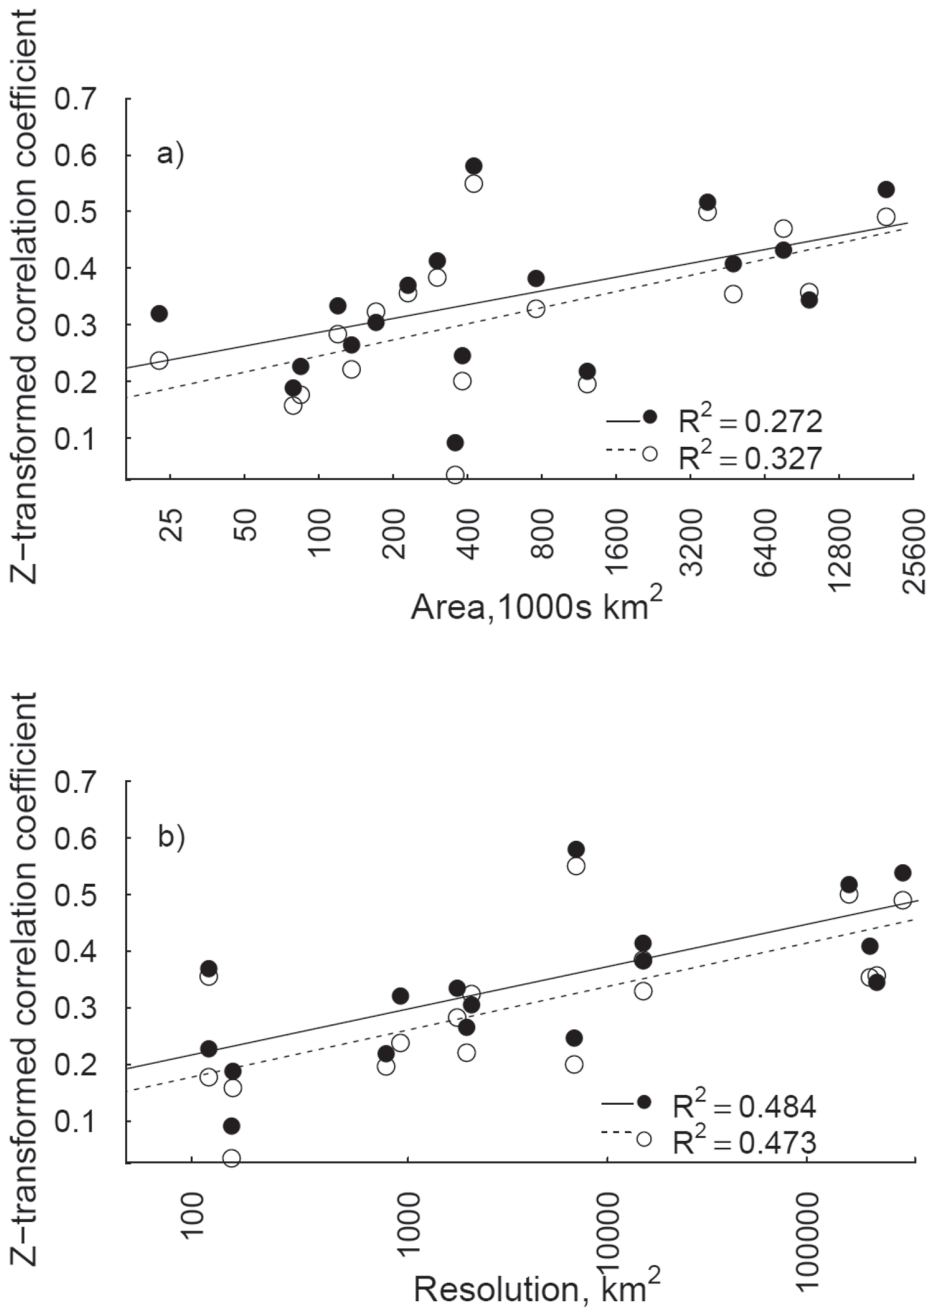 Z−transformed correlation coefficient
0.7
0.6
0.5
0.4
0.3
0.2
0.1
a)
R² = 0.272
R² = 0.327
25 50 100 200 400 800 1600 3200 6400 12800 25600
Area,1000s km²
Z−transformed correlation coefficient
0.7
0.6
0.5
0.4
0.3
0.2
0.1
b)
R² = 0.484
R² = 0.473
100 1000 10000 100000
Resolution, km²